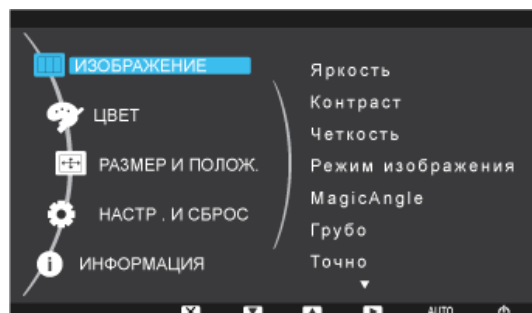 ИЗОБРАЖЕНИЕ
ЦВЕТ
РАЗМЕР И ПОЛОЖ.
НАСТР . И СБРОС
ИНФОРМАЦИЯ
Яркость
Контраст
Четкость
Режим изображения
MagicAngle
Грубо
Точно
AUTO